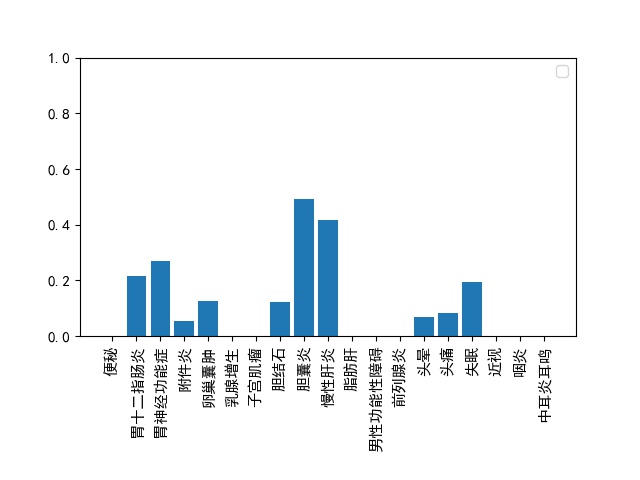 1.0
0.8
0.6
0.4
0.2
0.0
便秘
胃十二指肠炎
胃神经功能症
附件炎
卵巢囊肿
乳腺增生
子宫肌瘤
胆结石
胆囊炎
慢性肝炎
脂肪肝
男性功能性障碍
前列腺炎
头晕
头痛
失眠
近视
咽炎
中耳炎耳鸣